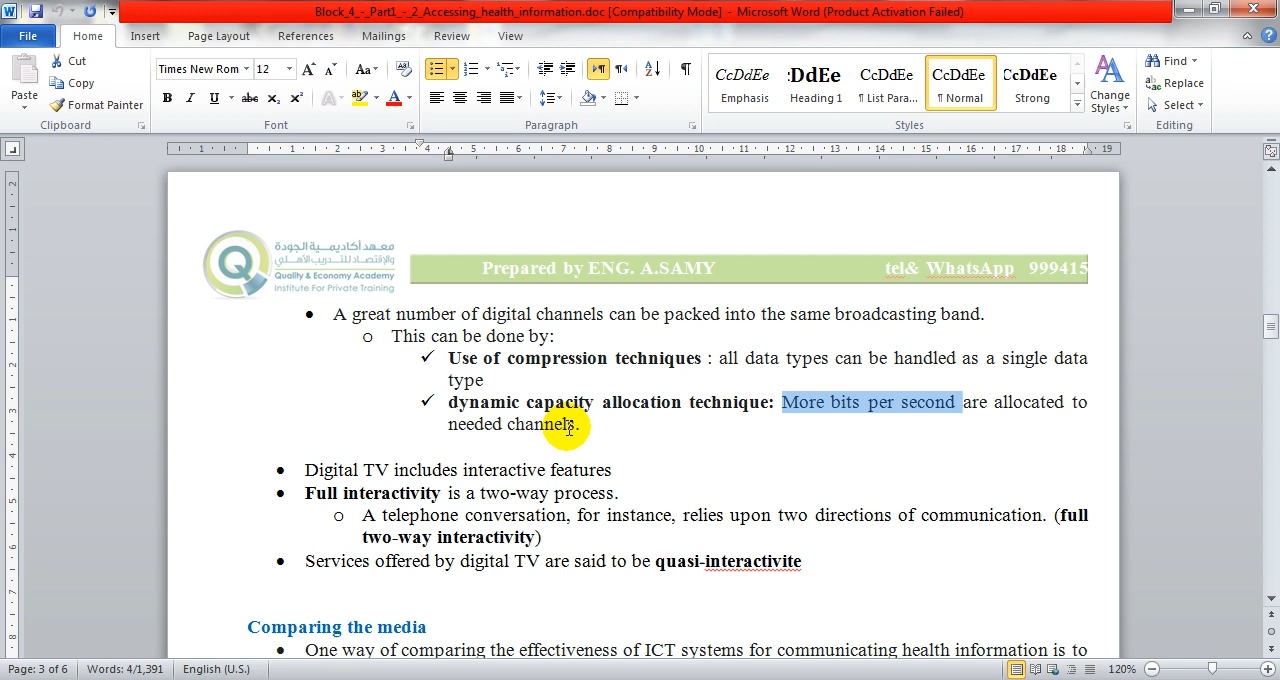 Block_4_-_Part1_-_2_Accessing_health_information.doc [Compatibility Mode] - Microsoft Word (Product Activation Failed)
File Home Insert Page Layout References Mailings Review View
Paste
Cut
Copy
Format Painter
Clipboard
Times New Rom 12
Font
Paragraph
CcDdEe :DdEe CcDdEe CcDdEe CcDdEe
Emphasis Heading 1 ¶ List Para... ¶ Normal Strong
Change Styles
Styles
Find
Replace
Select
Editing
معهد أكاديمية الجودة
والإقتصاد للتدريب الأهلي
Quality & Economy Academy
Institute For Private Training
Prepared by ENG. A.SAMY tel& WhatsApp 999415
• A great number of digital channels can be packed into the same broadcasting band.
o This can be done by:
✓ Use of compression techniques : all data types can be handled as a single data
type
✓ dynamic capacity allocation technique: More bits per second are allocated to
needed channels.
• Digital TV includes interactive features
• Full interactivity is a two-way process.
o A telephone conversation, for instance, relies upon two directions of communication. (full
two-way interactivity)
• Services offered by digital TV are said to be quasi-interactivite
Comparing the media
• One way of comparing the effectiveness of ICT systems for communicating health information is to
Page: 3 of 6 Words: 4/1,391 English (U.S.) 120%